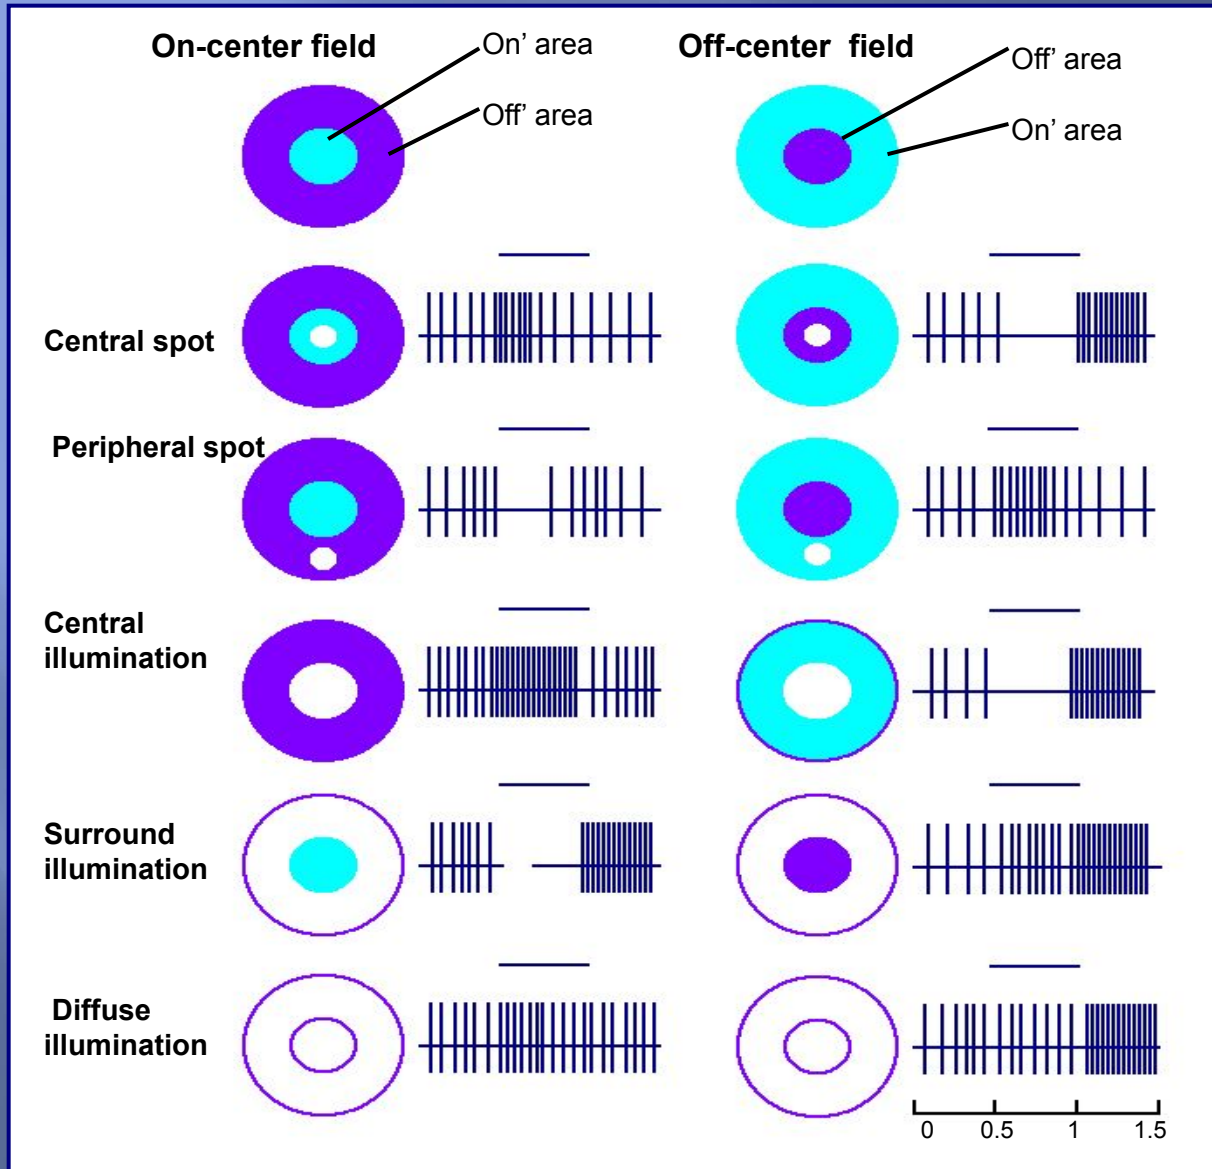 On-center field
On’ area
Off’ area
Off-center  field
Off’ area
On’ area
Central spot
Peripheral spot
Central
illumination
Surround
illumination
Diffuse
illumination
0 0.5 1 1.5